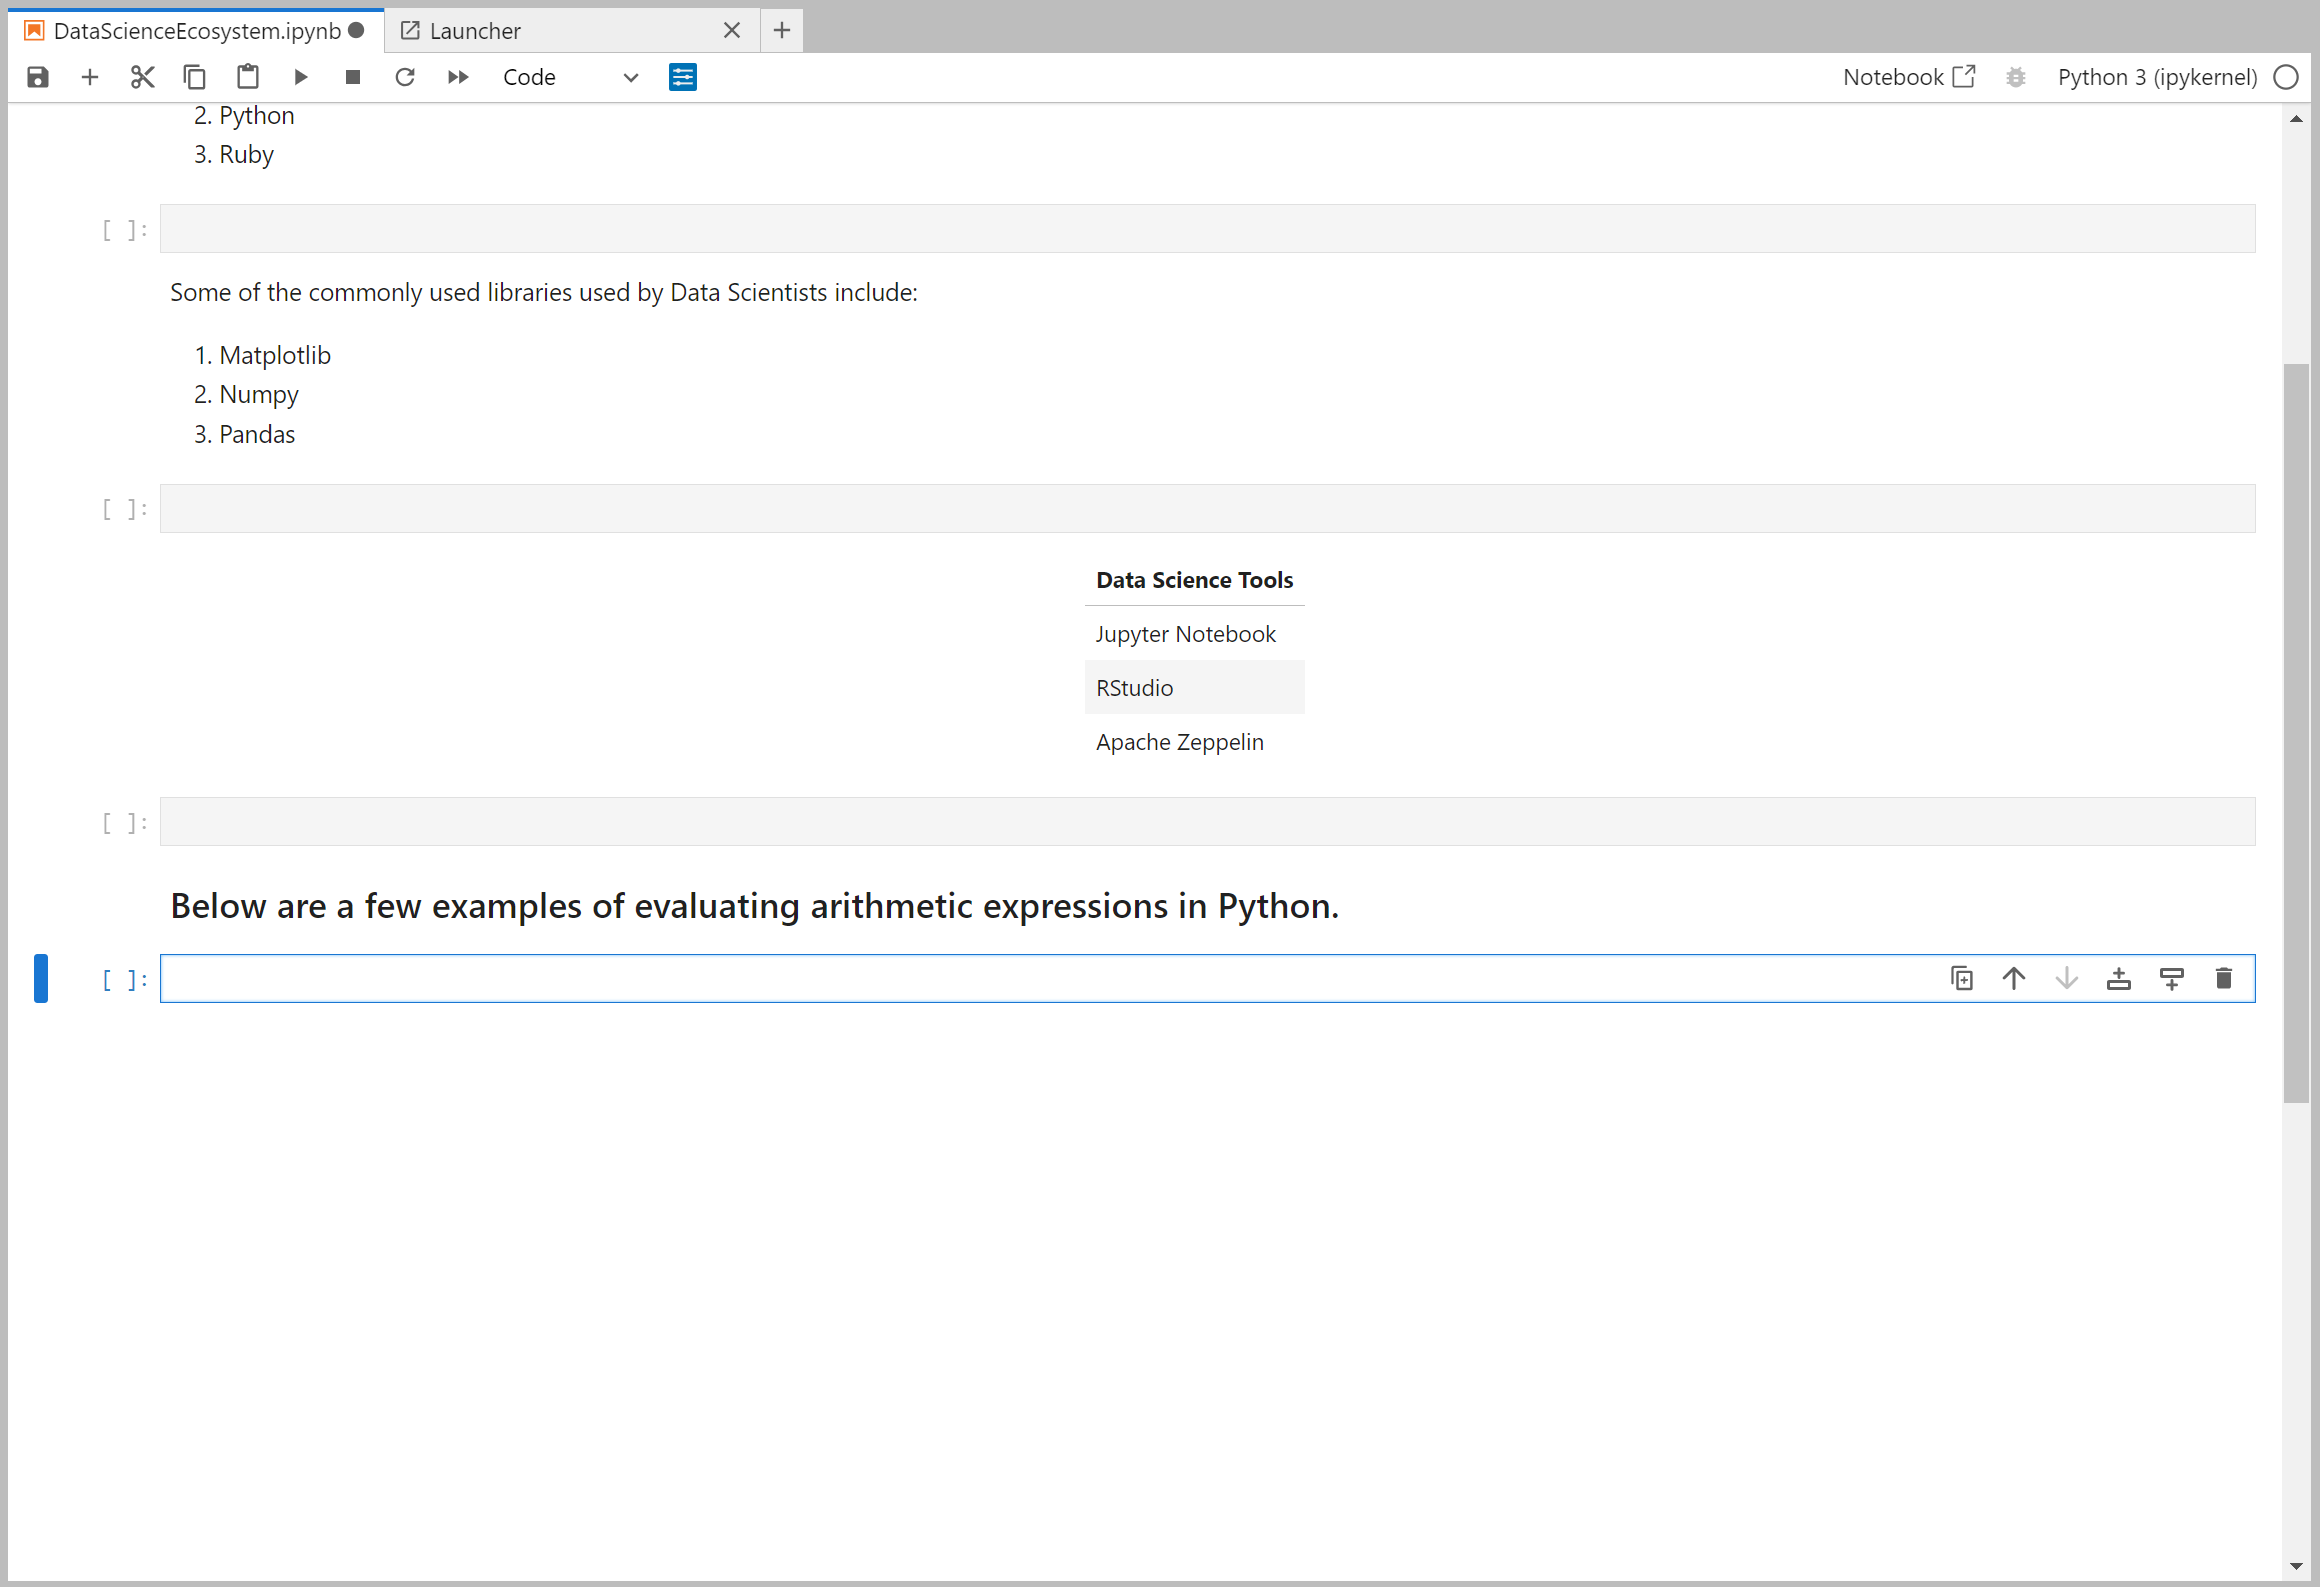 DataScienceEcosystem.ipynb
Launcher
Code
Notebook
Python 3 (ipykernel)
2. Python
3. Ruby
[ ]:
Some of the commonly used libraries used by Data Scientists include:
1. Matplotlib
2. Numpy
3. Pandas
[ ]:
Data Science Tools
Jupyter Notebook
RStudio
Apache Zeppelin
[ ]:
Below are a few examples of evaluating arithmetic expressions in Python.
[ ]: